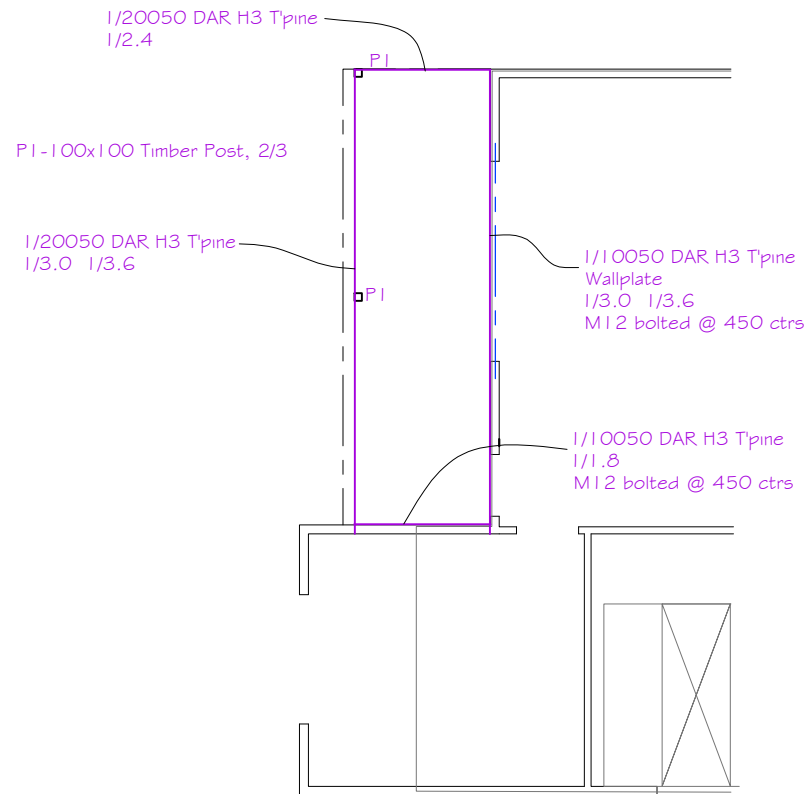 1/20050 DAR H3 T'pine
1/2.4
P1
P1-100x100 Timber Post, 2/3
1/20050 DAR H3 T'pine
1/3.0 1/3.6
P1
1/10050 DAR H3 T'pine
Wallplate
1/3.0 1/3.6
M12 bolted @ 450 ctrs
1/10050 DAR H3 T'pine
1/1.8
M12 bolted @ 450 ctrs